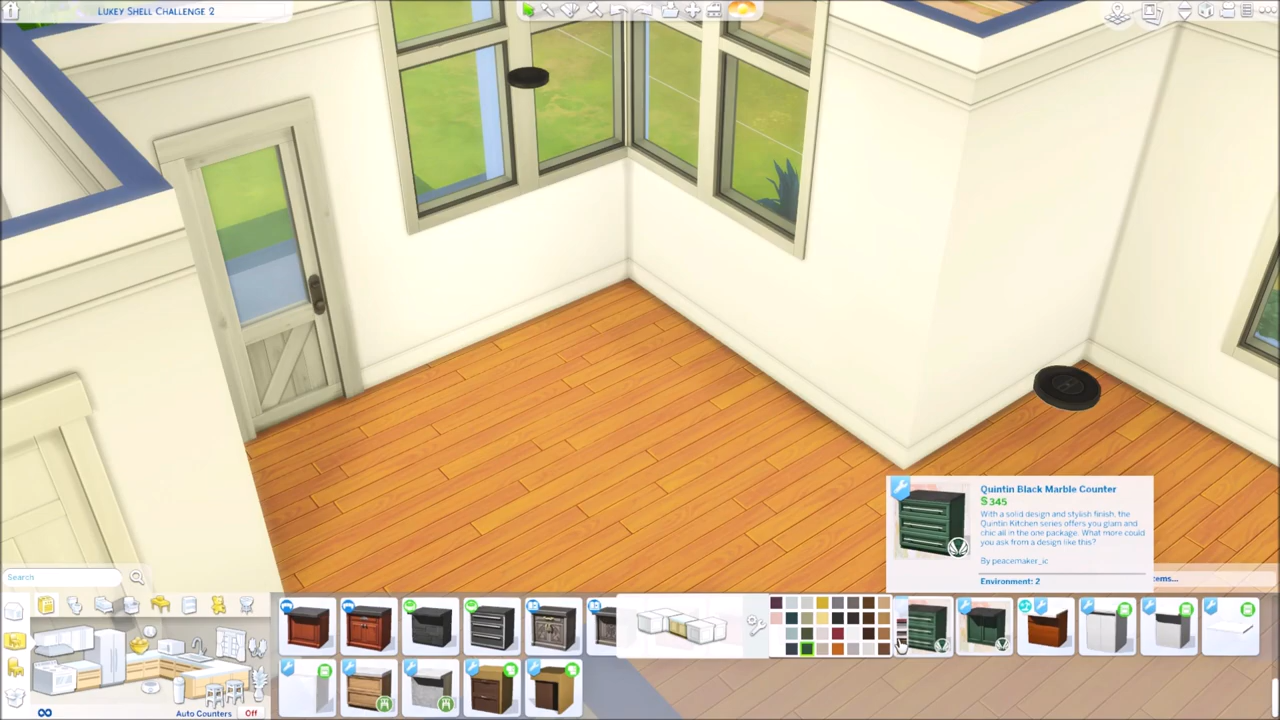 LUKEY SHELL CHALLENGE 2
Quintin Black Marble Counter
$345
With a solid design and stylish finish, the
Quintin Kitchen series offers you glam and
chic all in the one package. What more could
you ask from a design like this?
By peacemaker_ic
Environment: 2
Search
Auto Counters Off